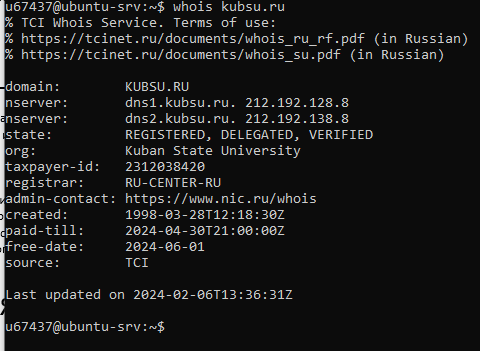 u67437@ubuntu-srv:~$ whois kubsu.ru
% TCI Whois Service. Terms of use:
% https://tcinet.ru/documents/whois_ru_rf.pdf (in Russian)
% https://tcinet.ru/documents/whois_su.pdf (in Russian)

domain:        KUBSU.RU
nserver:       dns1.kubsu.ru. 212.192.128.8
nserver:       dns2.kubsu.ru. 212.192.138.8
state:         REGISTERED, DELEGATED, VERIFIED
org:           Kuban State University
taxpayer-id:   2312038420
registrar:     RU-CENTER-RU
admin-contact: https://www.nic.ru/whois
created:       1998-03-28T12:18:30Z
paid-till:     2024-04-30T21:00:00Z
free-date:     2024-06-01
source:        TCI

Last updated on 2024-02-06T13:36:31Z

u67437@ubuntu-srv:~$